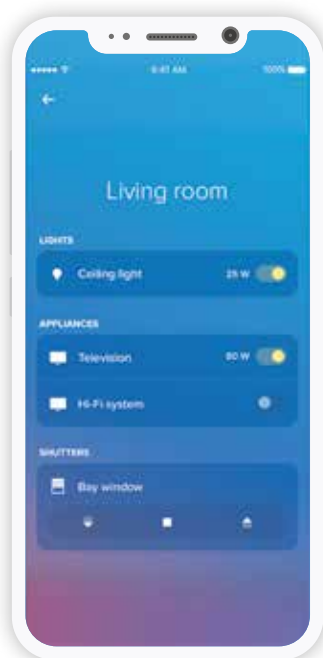 9:41 AM
100%
Living room
LIGHTS
Ceiling light 25 W
APPLIANCES
Television 80 W
Hi-Fi system
SHUTTERS
Bay window